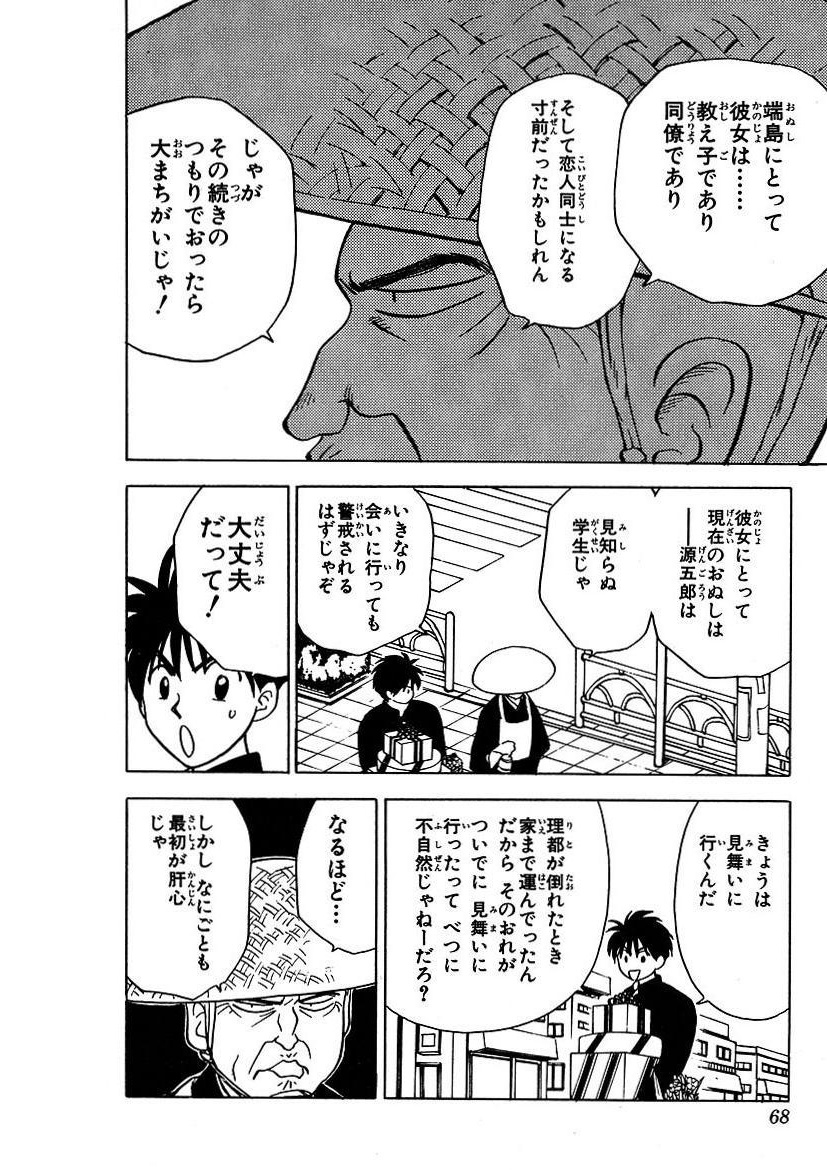 端島にとって
彼女は……
教え子であり
同僚であり
そして恋人同士になる
寸前だったかもしれん
じゃが
その続きの
つもりでおったら
大まちがいじゃ！
彼女にとって
現在のおぬしは
――源五郎は
見知らぬ
学生じゃ
いきなり
会いに行っても
警戒される
はずじゃぞ
大丈夫
だって！
きょうは
見舞いに
行くんだ
理都が倒れたとき
家まで運んでったん
だから そのおれが
ついでに 見舞いに
行ったって べつに
不自然じゃねーだろ？
なるほど…
しかし なにごとも
最初が肝心
じゃ
68